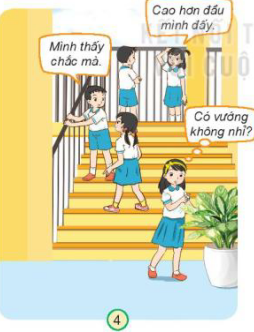 Cao hơn đầu
mình đấy.
Mình thấy
chắc mà.
Có vướng
không nhỉ?
4